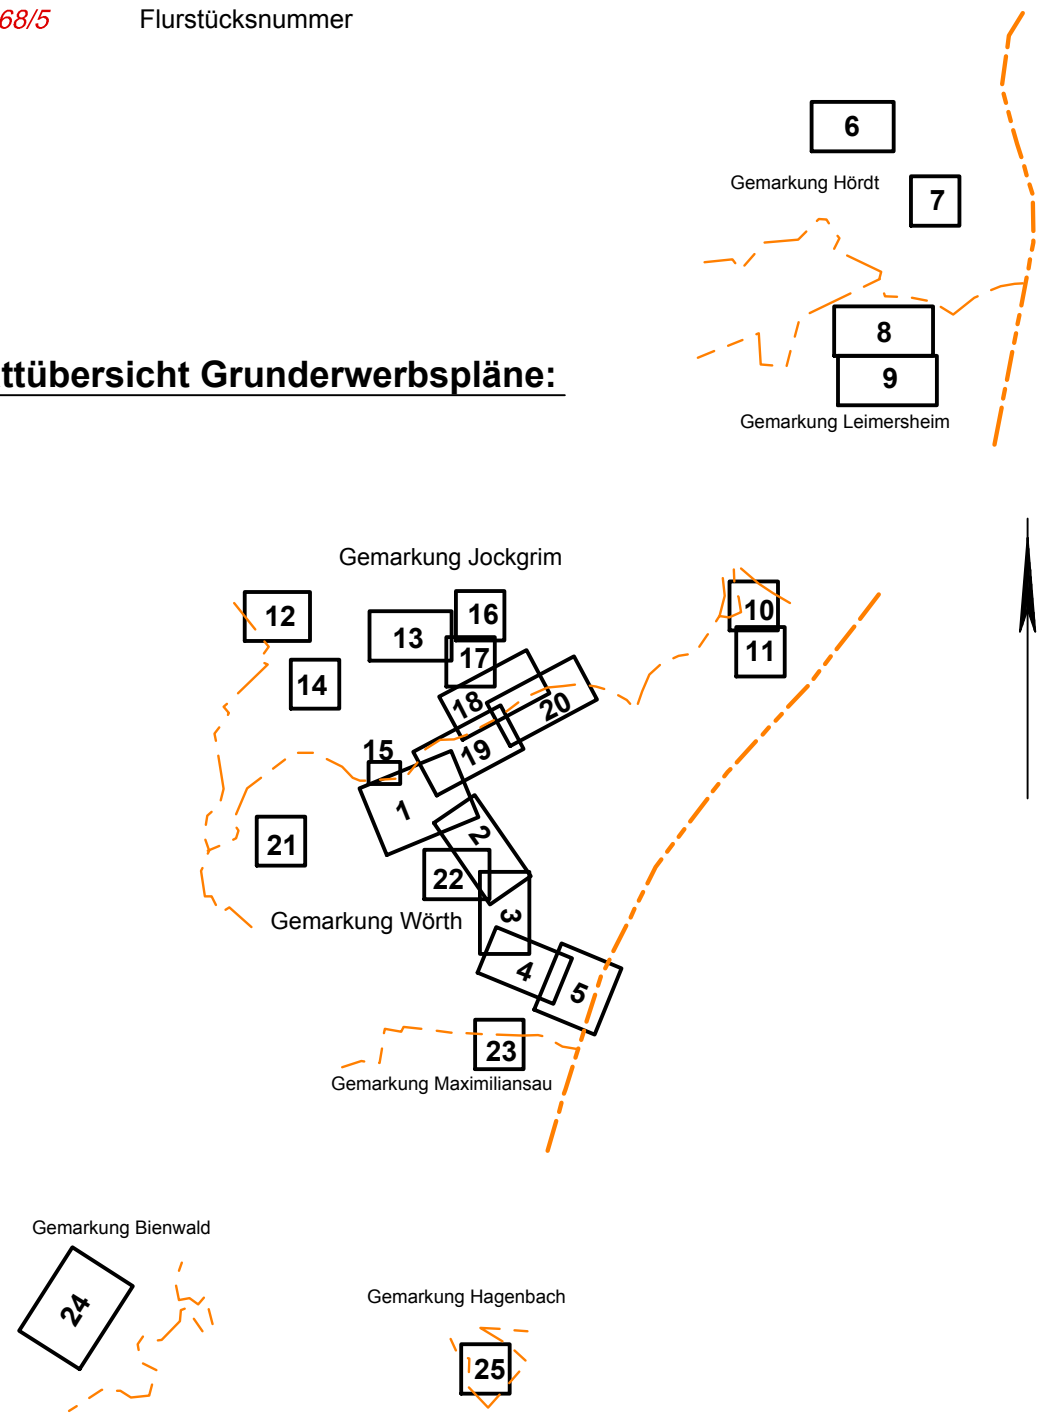 68/5 Flurstücksnummer
6
Gemarkung Hördt
7
8
ttübersicht Grunderwerbspläne:
9
Gemarkung Leimersheim
Gemarkung Jockgrim
12
13
16
10
17
11
14
18
20
15
19
1
2
21
22
Gemarkung Wörth
3
4
5
23
Gemarkung Maximiliansau
Gemarkung Bienwald
24
Gemarkung Hagenbach
25